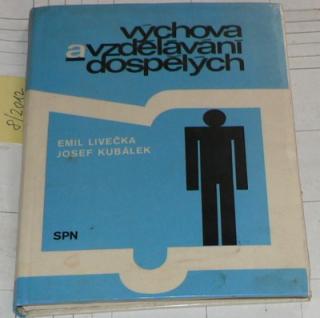 výchova
a vzdělávání
dospělých
EMIL LIVEČKA
JOSEF KUBÁLEK
SPN
8/2012